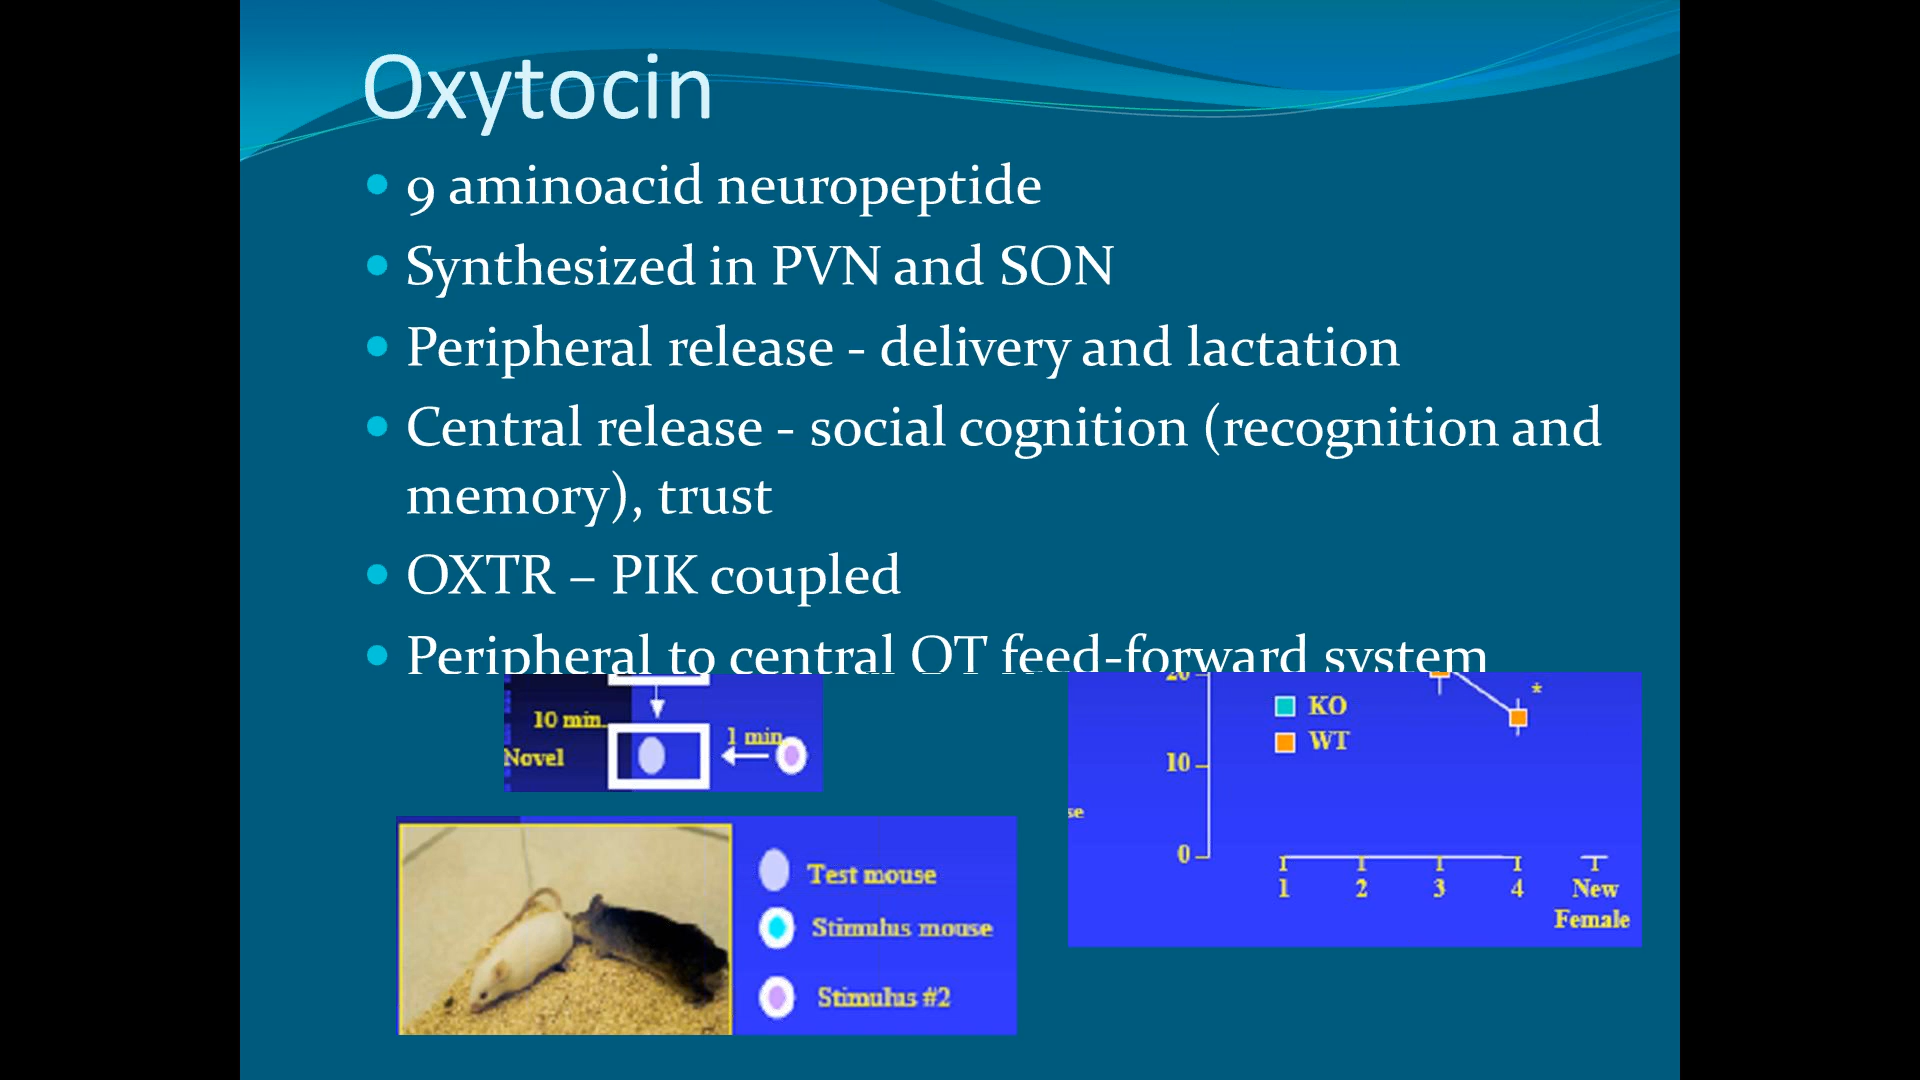 Oxytocin
9 aminoacid neuropeptide
Synthesized in PVN and SON
Peripheral release - delivery and lactation
Central release - social cognition (recognition and
memory), trust
OXTR – PIK coupled
Peripheral to central OT feed-forward system
10 min
1 min
Novel
Test mouse
Stimulus mouse
Stimulus #2
20
*
KO
WT
10
se
0
1 2 3 4 New
Female